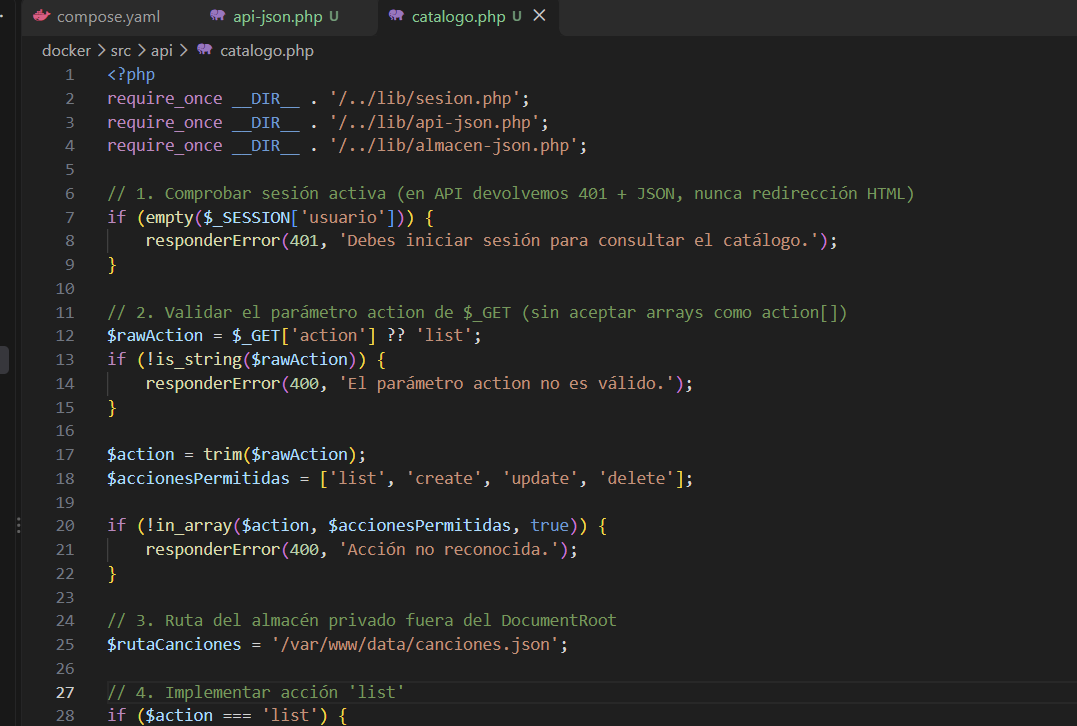 compose.yaml api-json.php U catalogo.php U
docker > src > api > catalogo.php
1 <?php
2 require_once __DIR__ . '/../lib/sesion.php';
3 require_once __DIR__ . '/../lib/api-json.php';
4 require_once __DIR__ . '/../lib/almacen-json.php';
5
6 // 1. Comprobar sesión activa (en API devolvemos 401 + JSON, nunca redirección HTML)
7 if (empty($_SESSION['usuario'])) {
8 responderError(401, 'Debes iniciar sesión para consultar el catálogo.');
9 }
10
11 // 2. Validar el parámetro action de $_GET (sin aceptar arrays como action[])
12 $rawAction = $_GET['action'] ?? 'list';
13 if (!is_string($rawAction)) {
14 responderError(400, 'El parámetro action no es válido.');
15 }
16
17 $action = trim($rawAction);
18 $accionesPermitidas = ['list', 'create', 'update', 'delete'];
19
20 if (!in_array($action, $accionesPermitidas, true)) {
21 responderError(400, 'Acción no reconocida.');
22 }
23
24 // 3. Ruta del almacén privado fuera del DocumentRoot
25 $rutaCanciones = '/var/www/data/canciones.json';
26
27 // 4. Implementar acción 'list'
28 if ($action === 'list') {